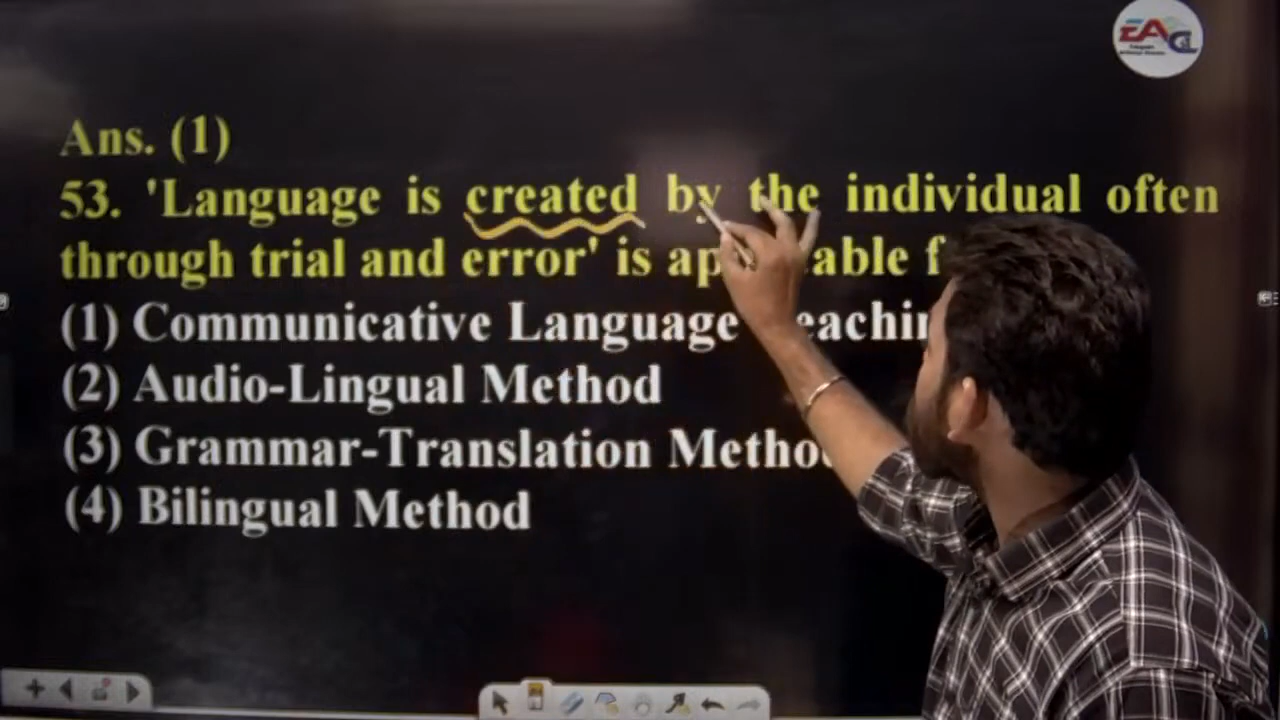 EAG
Ans. (1)
53. 'Language is created by the individual often
through trial and error' is
(1) Communicative Language
(2) Audio-Lingual Method
(3) Grammar-Translation
(4) Bilingual Method